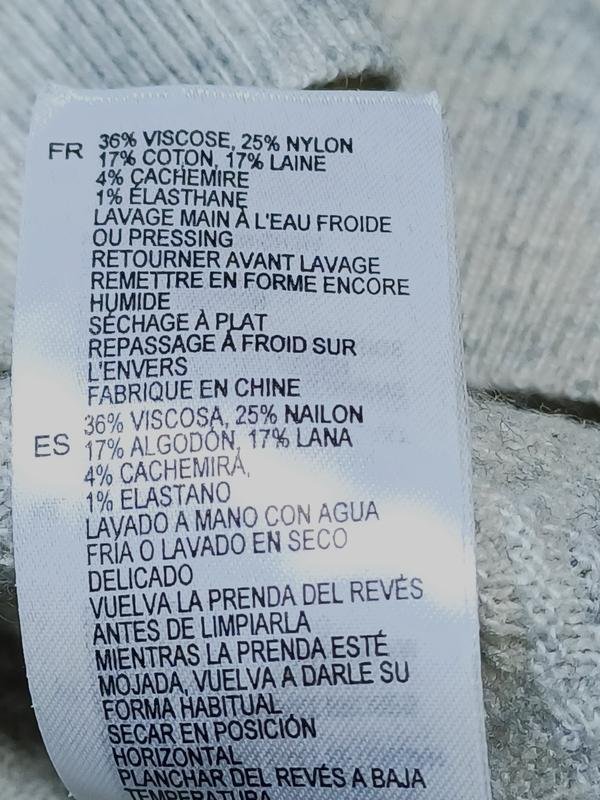 FR 36% VISCOSE, 25% NYLON
17% COTON, 17% LAINE
4% CACHEMIRE
1% ÉLASTHANE
LAVAGE MAIN À L'EAU FROIDE
OU PRESSING
RETOURNER AVANT LAVAGE
REMETTRE EN FORME ENCORE
HUMIDE
SÉCHAGE À PLAT
REPASSAGE À FROID SUR
L'ENVERS
FABRIQUE EN CHINE
36% VISCOSA, 25% NAILON
ES 17% ALGODÓN, 17% LANA
4% CACHEMIRA,
1% ELASTANO
LAVADO A MANO CON AGUA
FRÍA O LAVADO EN SECO
DELICADO
VUELVA LA PRENDA DEL REVÉS
ANTES DE LIMPIARLA
MIENTRAS LA PRENDA ESTÉ
MOJADA, VUELVA A DARLE SU
FORMA HABITUAL
SECAR EN POSICIÓN
HORIZONTAL
PLANCHAR DEL REVÉS A BAJA
TEMPERATURA